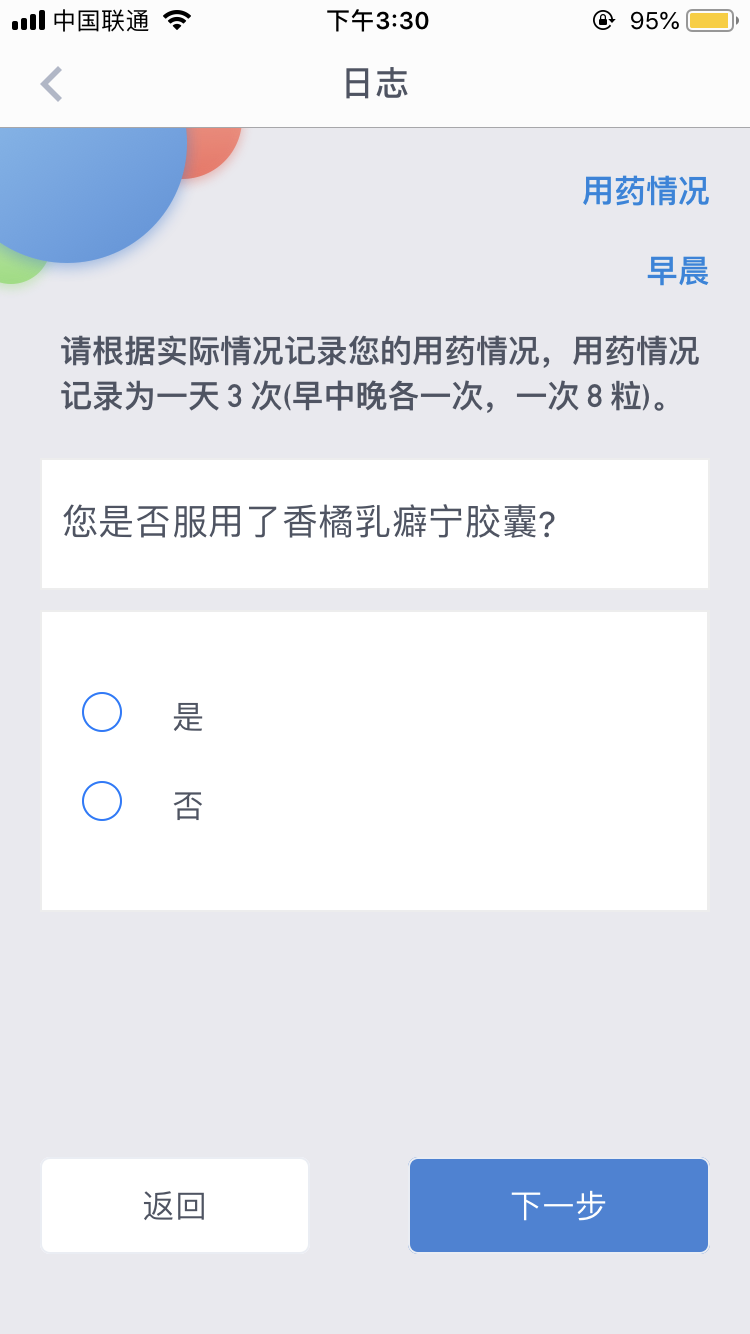 中国联通 下午3:30 95%
日志
用药情况
早晨
请根据实际情况记录您的用药情况，用药情况
记录为一天 3 次(早中晚各一次，一次 8 粒)。
您是否服用了香橘乳癖宁胶囊?
是
否
返回 下一步